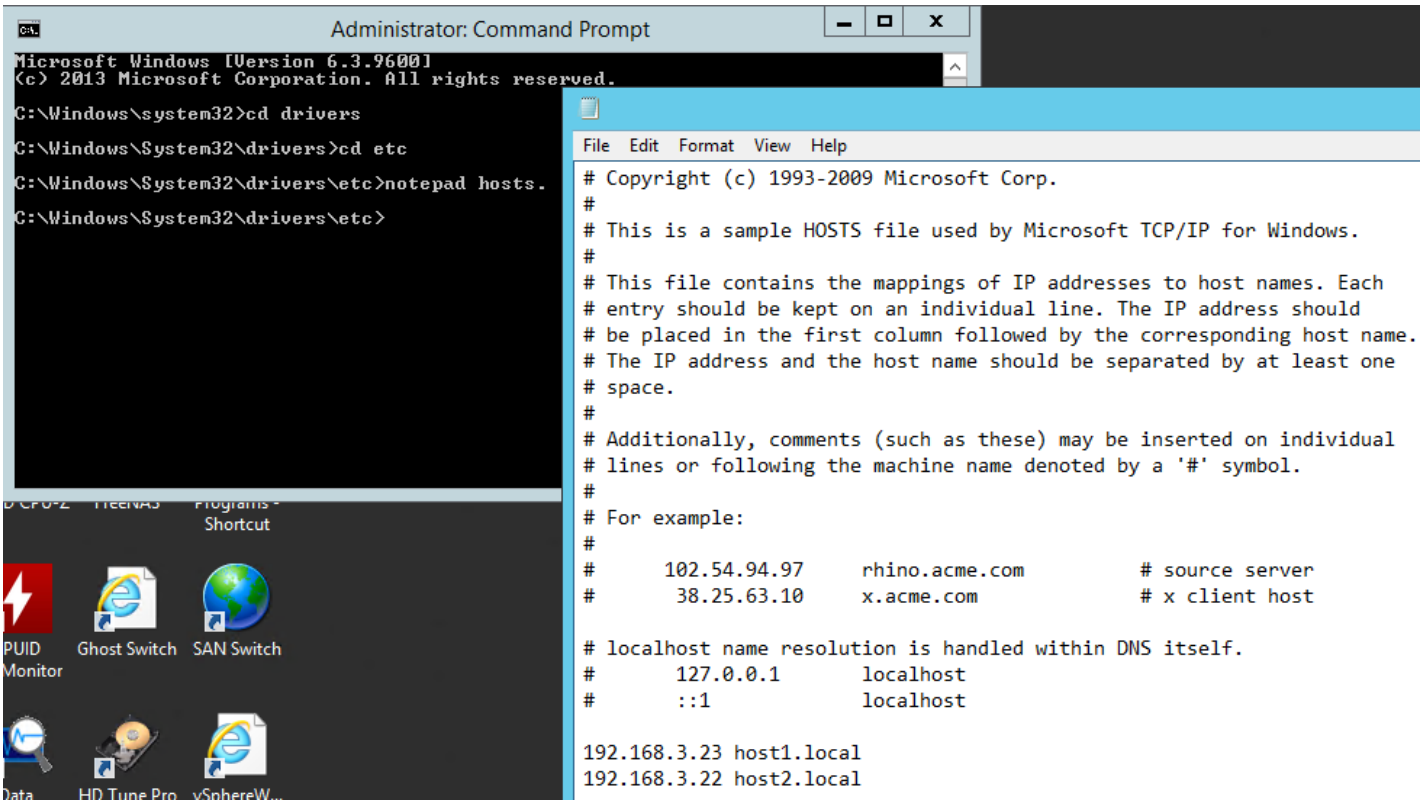 Administrator: Command Prompt
Microsoft Windows [Version 6.3.9600]
(c) 2013 Microsoft Corporation. All rights reserved.
C:\Windows\system32>cd drivers
C:\Windows\System32\drivers>cd etc
C:\Windows\System32\drivers\etc>notepad hosts.
C:\Windows\System32\drivers\etc>
File Edit Format View Help
# Copyright (c) 1993-2009 Microsoft Corp.
#
# This is a sample HOSTS file used by Microsoft TCP/IP for Windows.
#
# This file contains the mappings of IP addresses to host names. Each
# entry should be kept on an individual line. The IP address should
# be placed in the first column followed by the corresponding host name.
# The IP address and the host name should be separated by at least one
# space.
#
# Additionally, comments (such as these) may be inserted on individual
# lines or following the machine name denoted by a '#' symbol.
#
# For example:
#
# 102.54.94.97 rhino.acme.com # source server
# 38.25.63.10 x.acme.com # x client host
# localhost name resolution is handled within DNS itself.
# 127.0.0.1 localhost
# ::1 localhost
192.168.3.23 host1.local
192.168.3.22 host2.local
D CPU-Z FreeNAS Programs -
Shortcut
PUID Ghost Switch SAN Switch
Monitor
Data HD Tune Pro vSphereW...